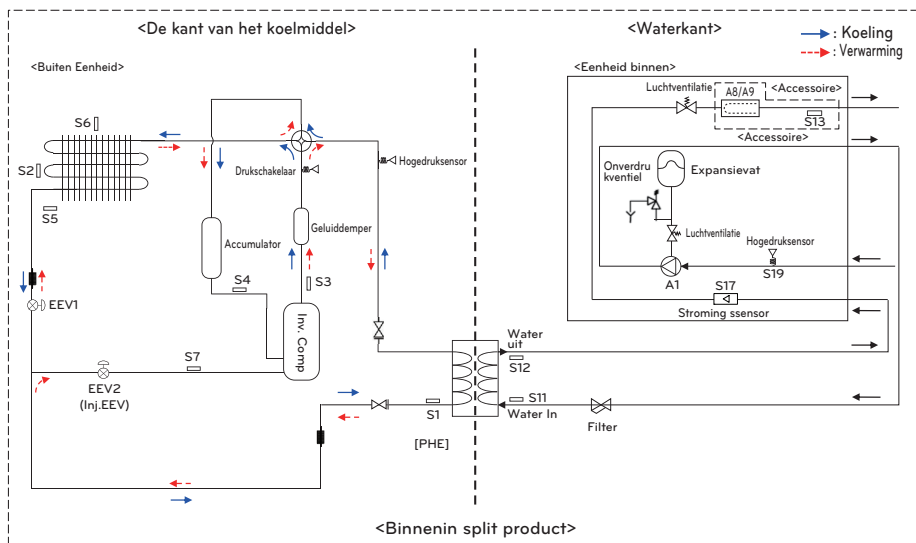 <De kant van het koelmiddel>
<Waterkant>
: Koeling
: Verwarming
<Buiten Eenheid>
<Eenheid binnen>
Luchtventilatie
A8/A9
<Accessoire>
S13
<Accessoire>
S6
S2
S5
Drukschakelaar
Hogedruksensor
Onverdru
kventiel
Expansievat
Accumulator
Geluiddemper
Luchtventilatie
Hogedruksensor
S19
A1
S4
S3
S17
Stroming ssensor
EEV1
Inv. Comp
Water
uit
S12
S7
EEV2
(Inj.EEV)
S1
S11
Water In
Filter
[PHE]
<Binnenin split product>